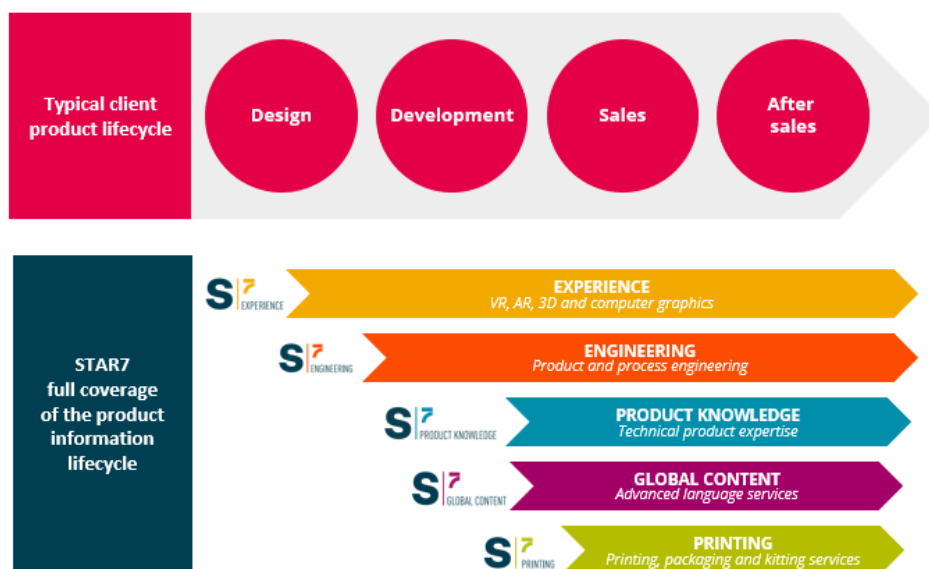 Typical client
product lifecycle
Design
Development
Sales
After
sales
STAR7
full coverage
of the product
information
lifecycle
S 7 EXPERIENCE
EXPERIENCE
VR, AR, 3D and computer graphics
S 7 ENGINEERING
ENGINEERING
Product and process engineering
S 7 PRODUCT KNOWLEDGE
PRODUCT KNOWLEDGE
Technical product expertise
S 7 GLOBAL CONTENT
GLOBAL CONTENT
Advanced language services
S 7 PRINTING
PRINTING
Printing, packaging and kitting services